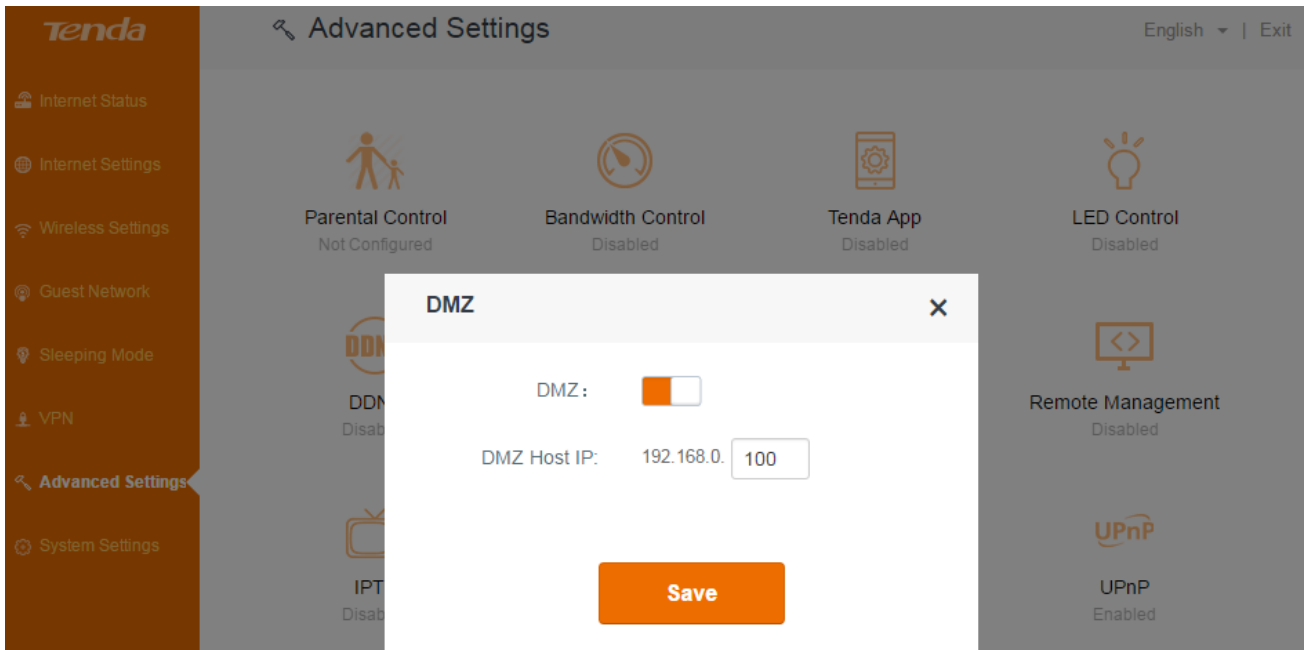 Tenda
Advanced Settings
English | Exit
Internet Status
Internet Settings
Wireless Settings
Guest Network
Sleeping Mode
VPN
Advanced Settings
System Settings
Parental Control
Not Configured
Bandwidth Control
Disabled
Tenda App
Disabled
LED Control
Disabled
DMZ
DMZ:
DMZ Host IP: 192.168.0. 100
Save
Remote Management
Disabled
UPnP
UPnP
Enabled